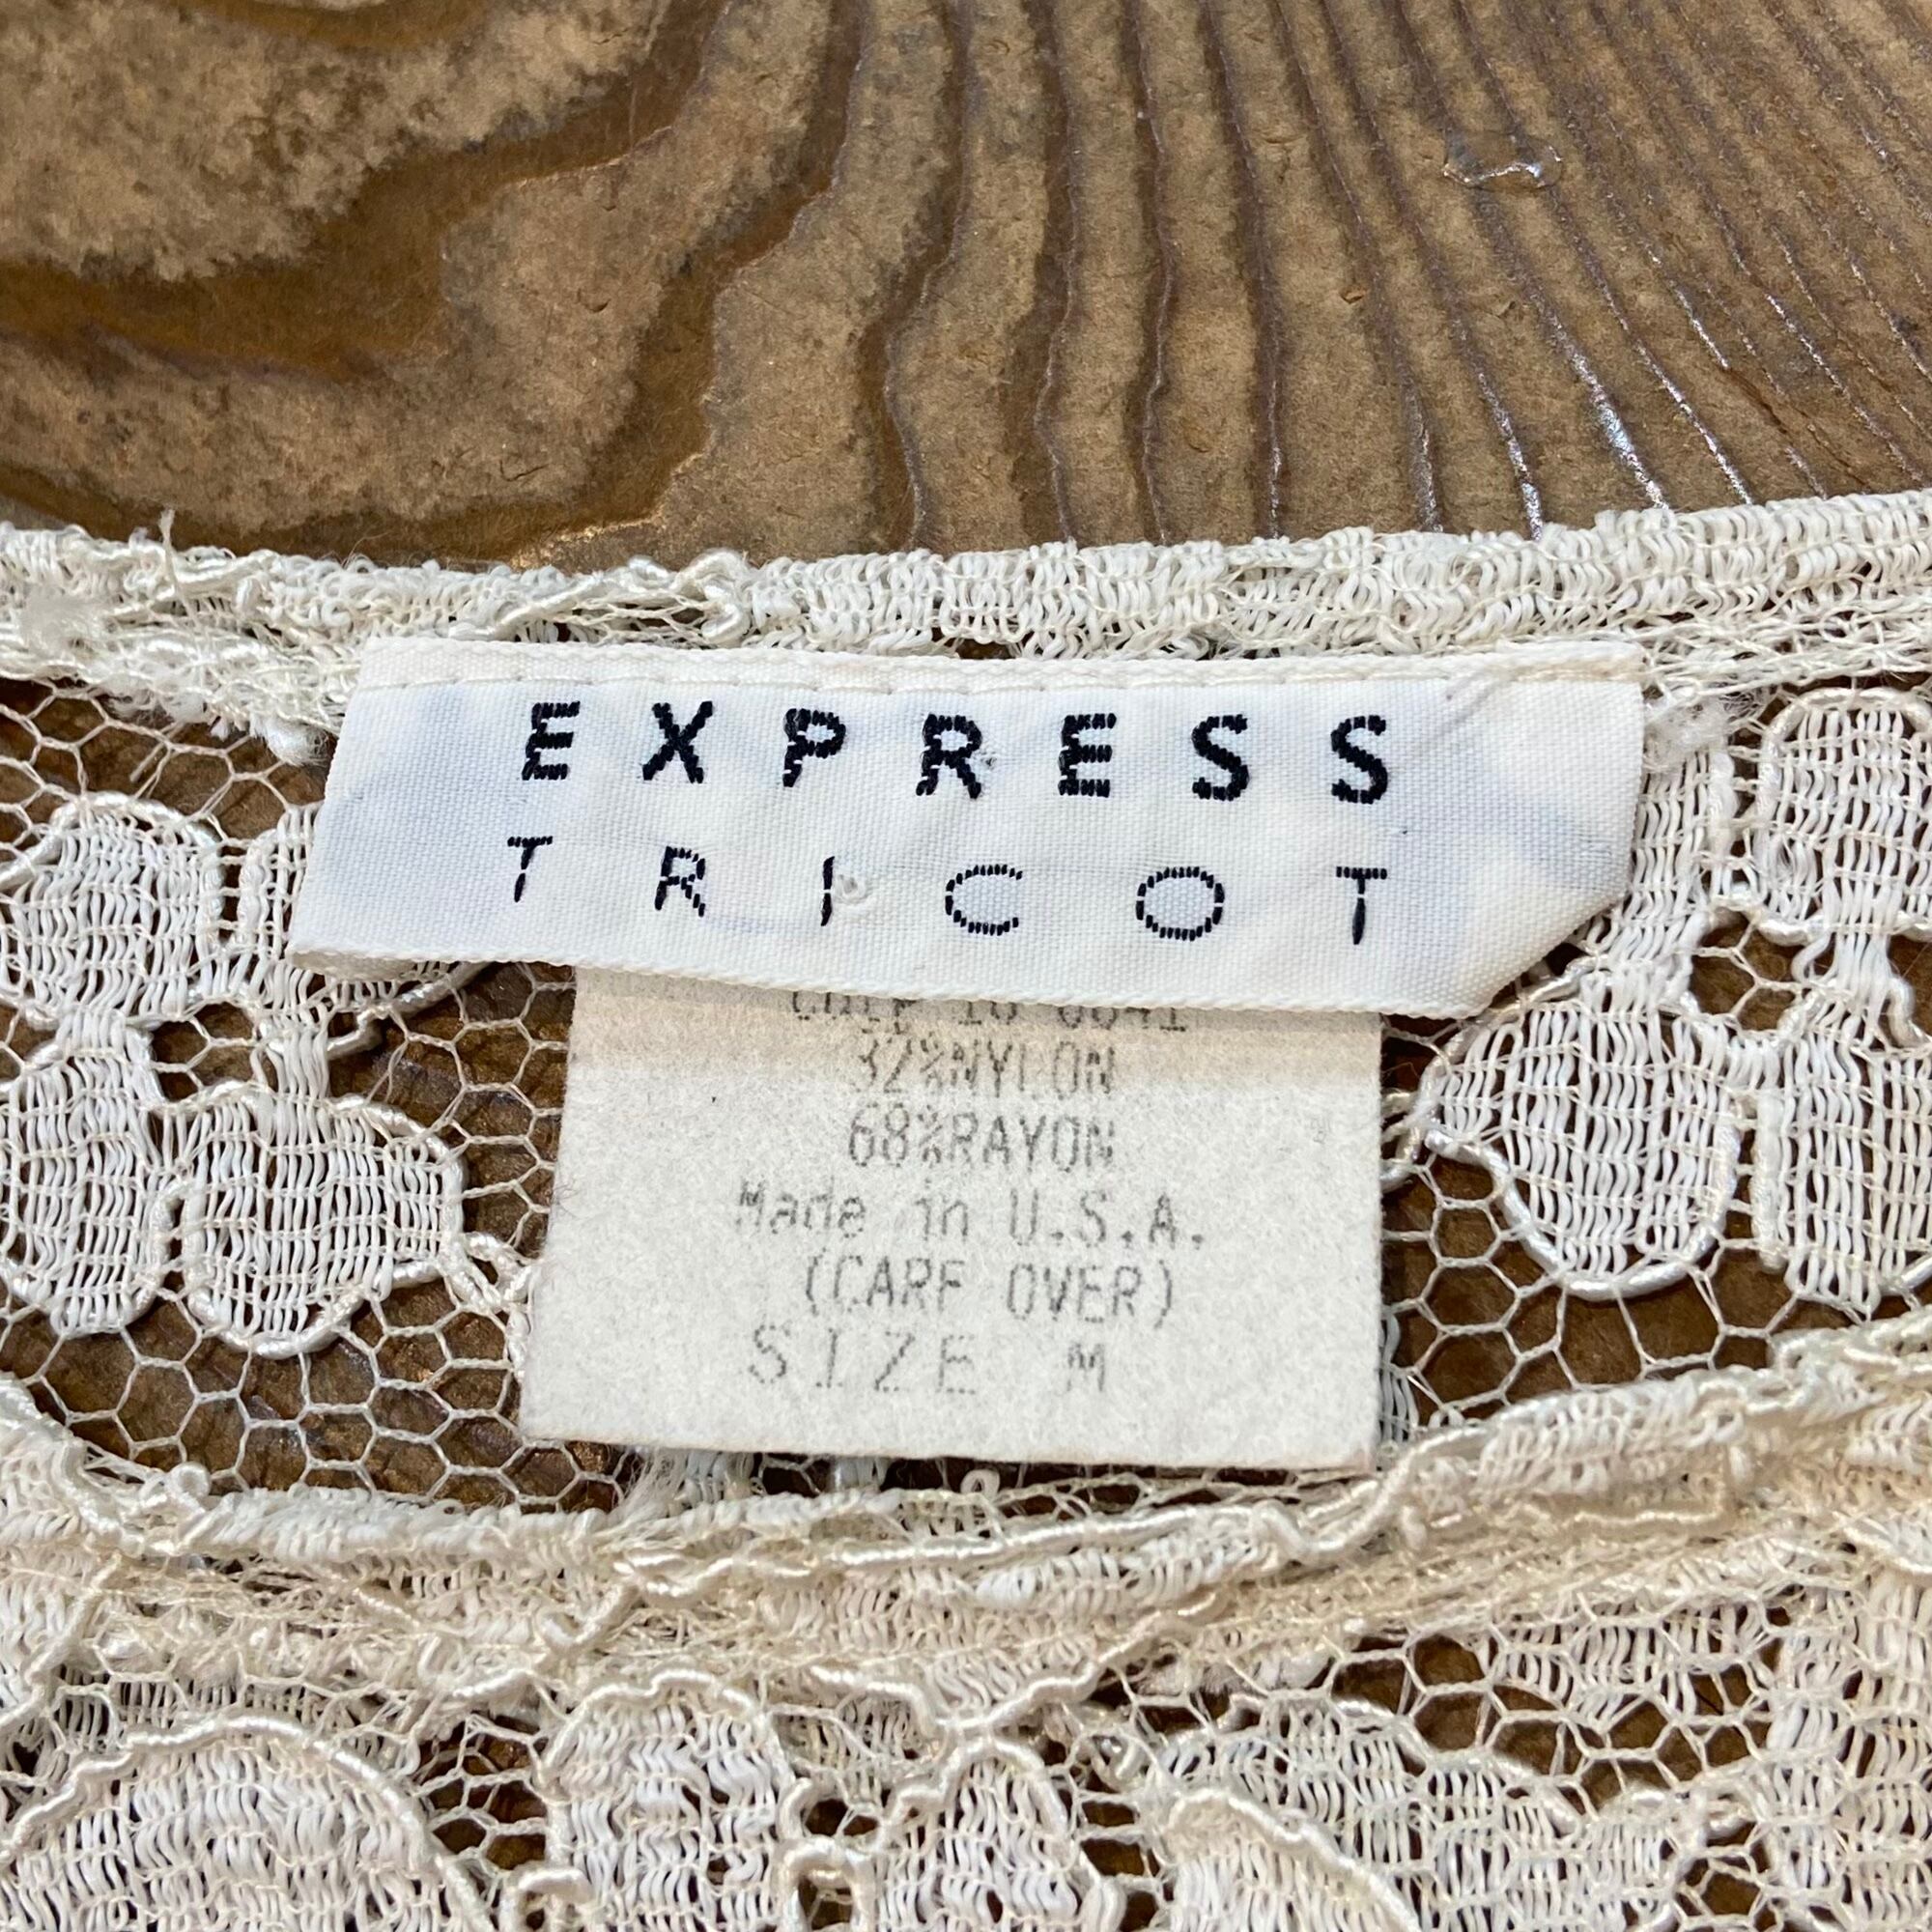 EXPRESS
TRICOT
32%NYLON
68%RAYON
Made in U.S.A.
(CARE OVER)
SIZE M